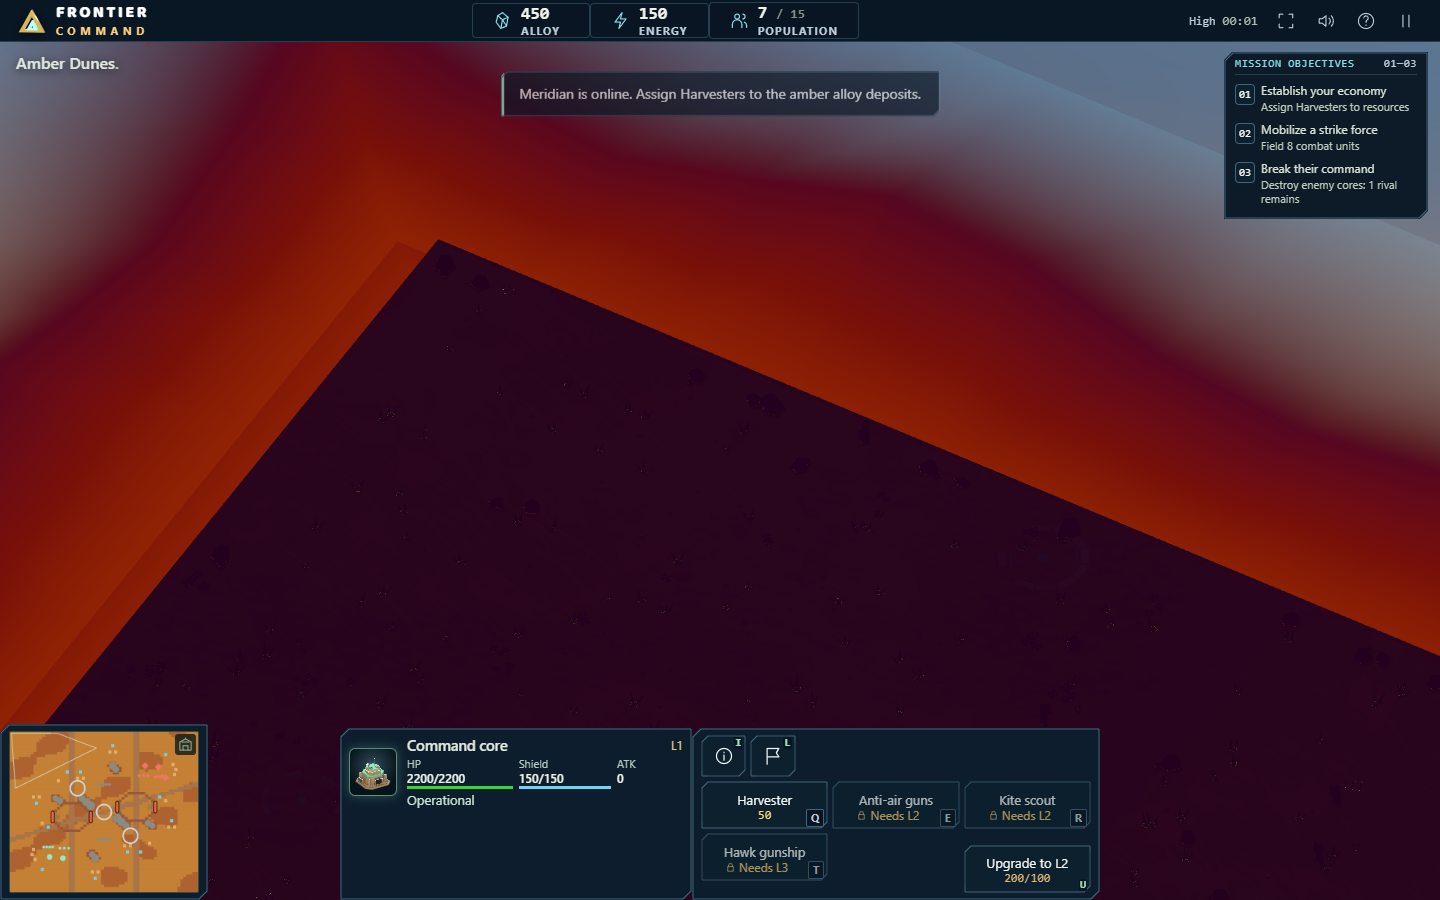 FRONTIER
COMMAND
450
ALLOY
150
ENERGY
7 / 15
POPULATION
High 00:01
Amber Dunes.
Meridian is online. Assign Harvesters to the amber alloy deposits.
MISSION OBJECTIVES 01—03
01 Establish your economy
Assign Harvesters to resources
02 Mobilize a strike force
Field 8 combat units
03 Break their command
Destroy enemy cores: 1 rival
remains
Command core L1
HP Shield ATK
2200/2200 150/150 0
Operational
I L
Harvester
50 Q
Anti-air guns
Needs L2 E
Kite scout
Needs L2 R
Hawk gunship
Needs L3 T
Upgrade to L2
200/100 U